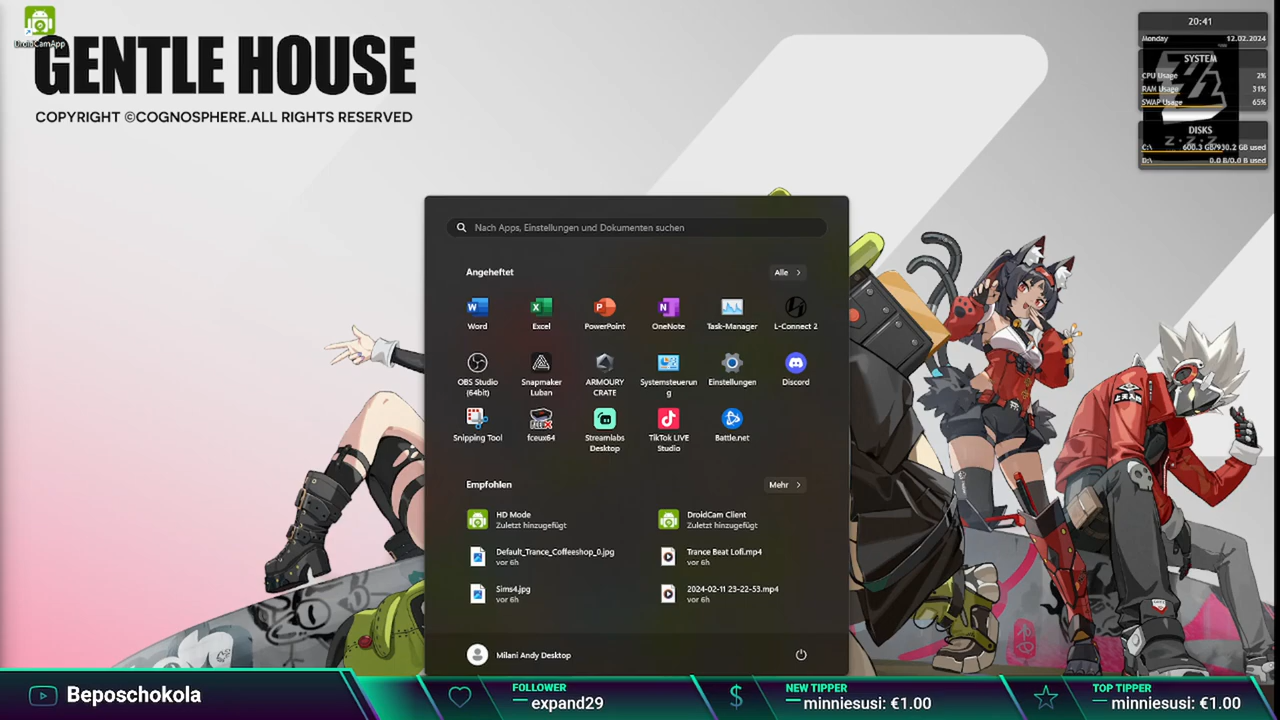 DroidCamApp
GENTLE HOUSE
COPYRIGHT ©COGNOSPHERE.ALL RIGHTS RESERVED
20:41
Monday 12.02.2024
SYSTEM
CPU Usage 2%
RAM Usage 31%
SWAP Usage 65%
DISKS
Z·Z·Z
C:\ 600.3 GB/930.2 GB used
D:\ 0.0 B/0.0 B used
Nach Apps, Einstellungen und Dokumenten suchen
Angeheftet Alle
Word Excel PowerPoint OneNote Task-Manager L-Connect 2
OBS Studio (64bit)
Snapmaker Luban
ARMOURY CRATE
Systemsteuerun
g
Einstellungen
Discord
Snipping Tool
fceux64
Streamlabs Desktop
TikTok LIVE Studio
Battle.net
Empfohlen Mehr
HD Mode
Zuletzt hinzugefügt
DroidCam Client
Zuletzt hinzugefügt
Default_Trance_Coffeeshop_0.jpg
vor 6h
Trance Beat Lofi.mp4
vor 6h
Sims4.jpg
vor 6h
2024-02-11 23-22-53.mp4
vor 6h
Milani Andy Desktop
Beposchokola
FOLLOWER
expand29
NEW TIPPER
minniesusi: €1.00
TOP TIPPER
minniesusi: €1.00